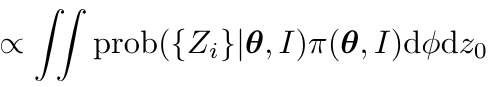 ∝ ∬ prob({Z_i}|𝜽, I)π(𝜽, I)dϕdz_0